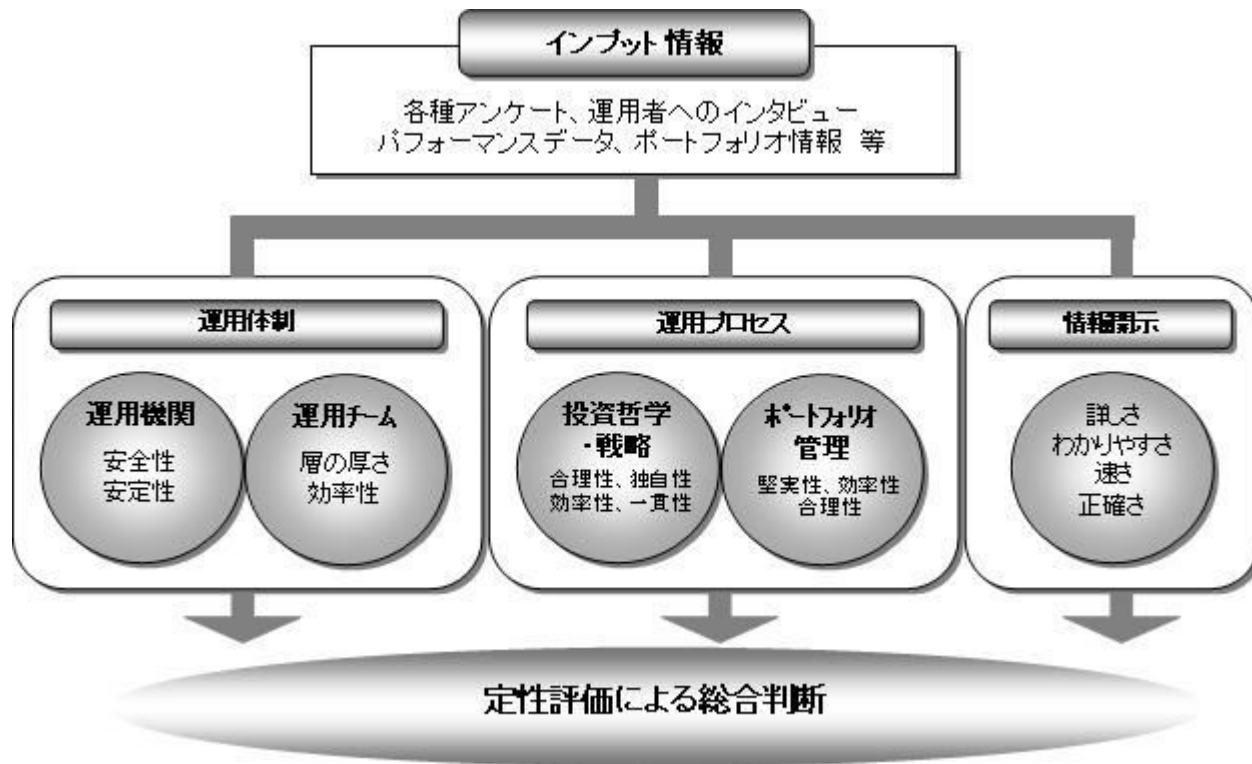 インプット情報
各種アンケート、運用者へのインタビュー
パフォーマンスデータ、ポートフォリオ情報 等
運用体制
運用機関
安全性
安定性
運用チーム
層の厚さ
効率性
運用プロセス
投資哲学
・戦略
合理性、独自性
効率性、一貫性
ポートフォリオ
管理
堅実性、効率性
合理性
情報開示
詳しさ
わかりやすさ
速さ
正確さ
定性評価による総合判断